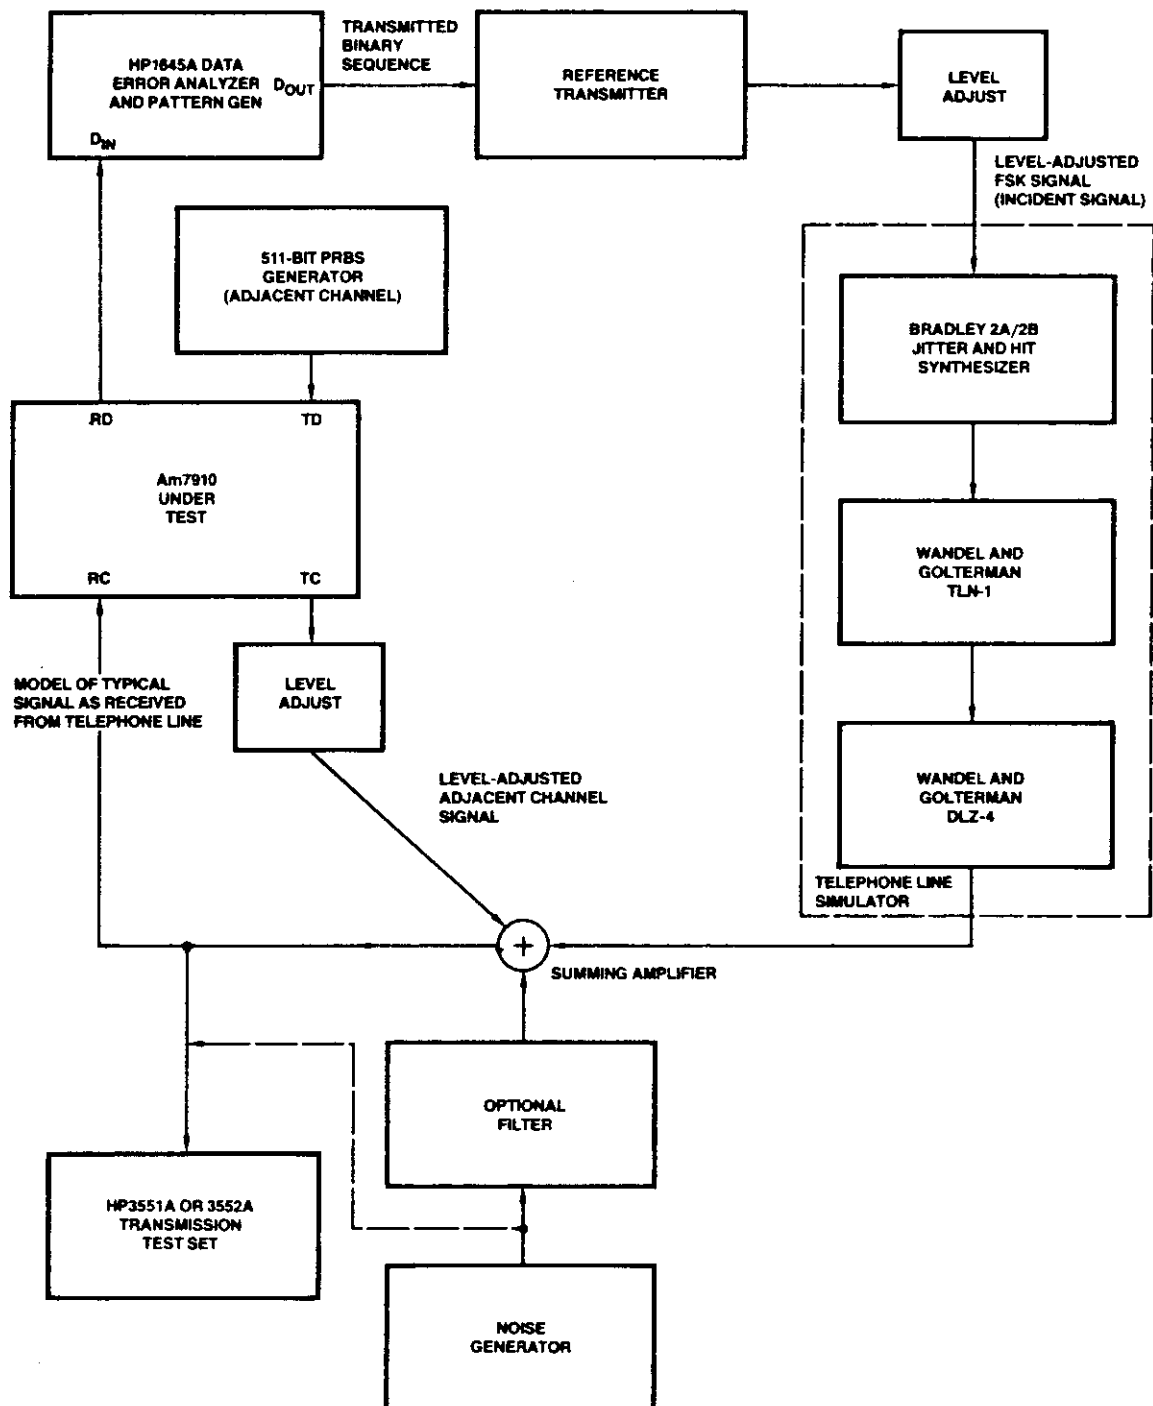 HP1645A DATA
ERROR ANALYZER
AND PATTERN GEN
DOUT
DIN
TRANSMITTED
BINARY
SEQUENCE
REFERENCE
TRANSMITTER
LEVEL
ADJUST
LEVEL-ADJUSTED
FSK SIGNAL
(INCIDENT SIGNAL)
511-BIT PRBS
GENERATOR
(ADJACENT CHANNEL)
BRADLEY 2A/2B
JITTER AND HIT
SYNTHESIZER
RD
TD
Am7910
UNDER
TEST
RC
TC
WANDEL AND
GOLTERMAN
TLN-1
MODEL OF TYPICAL
SIGNAL AS RECEIVED
FROM TELEPHONE LINE
LEVEL
ADJUST
LEVEL-ADJUSTED
ADJACENT CHANNEL
SIGNAL
WANDEL AND
GOLTERMAN
DLZ-4
TELEPHONE LINE
SIMULATOR
+
SUMMING AMPLIFIER
OPTIONAL
FILTER
HP3551A OR 3552A
TRANSMISSION
TEST SET
NOISE
GENERATOR